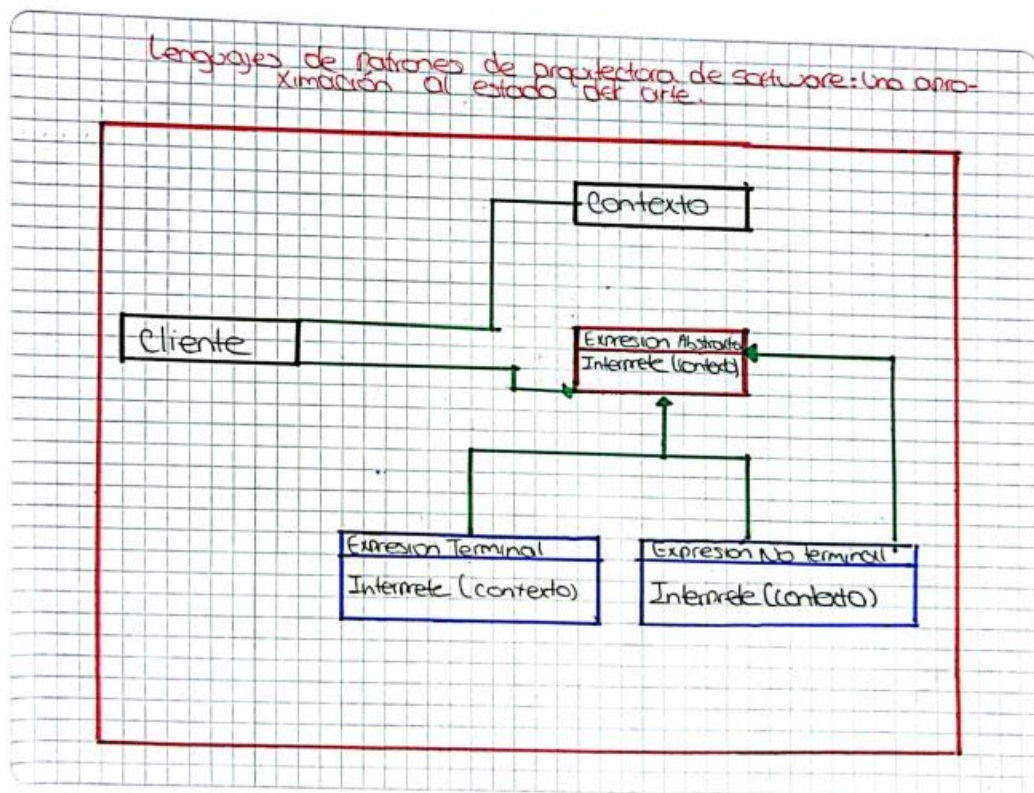 Lenguajes de Patrones de arquitectura de software: Una apro-
ximación al estado del arte.
Contexto
Cliente
Expresion Abstracta
Interprete (contexto)
Expresion Terminal
Interprete (contexto)
Expresion No terminal
Interprete (contexto)